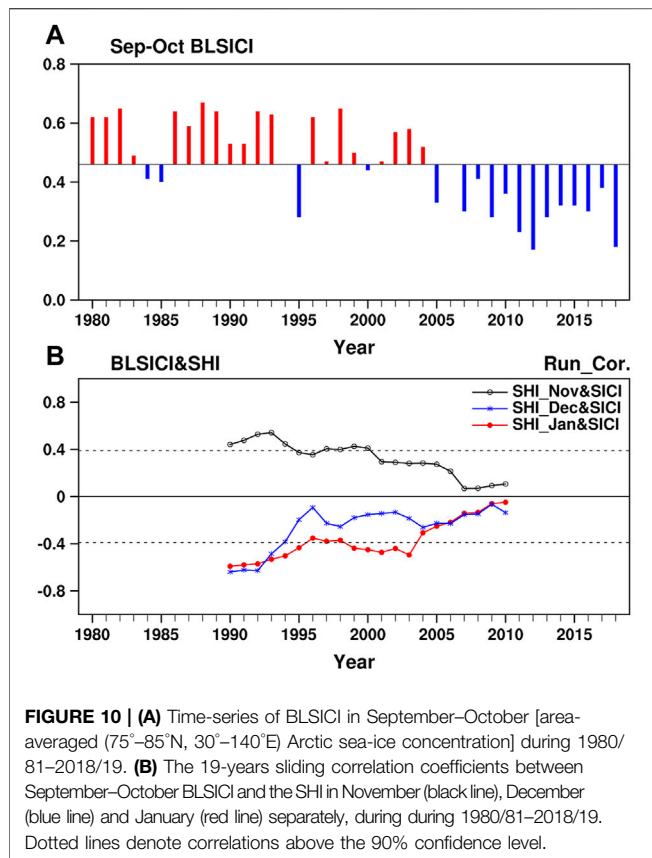 A
Sep-Oct BLSICI
0.8
0.6
0.4
0.2
0.0
1980 1985 1990 1995 2000 2005 2010 2015
Year
B
BLSICI&SHI Run_Cor.
SHI_Nov&SICI
SHI_Dec&SICI
SHI_Jan&SICI
0.8
0.4
0
-0.4
-0.8
1980 1985 1990 1995 2000 2005 2010 2015
Year
FIGURE 10 | (A) Time-series of BLSICI in September–October [area-
averaged (75°–85°N, 30°–140°E) Arctic sea-ice concentration] during 1980/
81–2018/19. (B) The 19-years sliding correlation coefficients between
September–October BLSICI and the SHI in November (black line), December
(blue line) and January (red line) separately, during during 1980/81–2018/19.
Dotted lines denote correlations above the 90% confidence level.